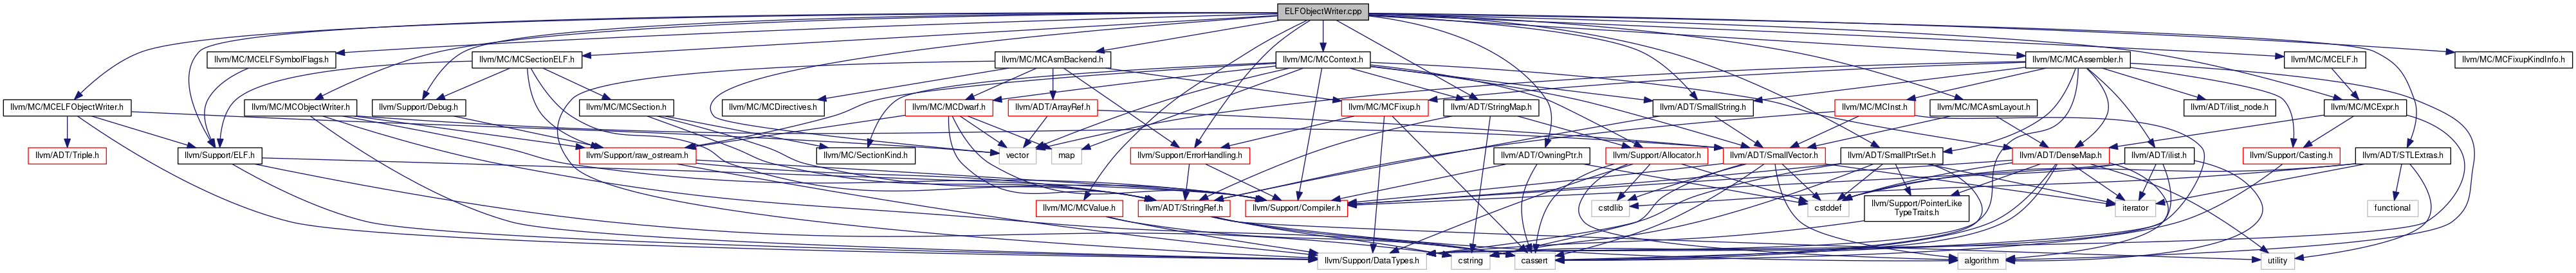 ELFObjectWriter.cpp
llvm/MC/MCELFSymbolFlags.h
llvm/MC/MCSectionELF.h
llvm/MC/MCAsmBackend.h
llvm/MC/MCContext.h
llvm/MC/MCAssembler.h
llvm/MC/MCELF.h
llvm/MC/MCFixupKindInfo.h
llvm/MC/MCELFObjectWriter.h
llvm/MC/MCObjectWriter.h
llvm/Support/Debug.h
llvm/MC/MCSection.h
llvm/MC/MCDirectives.h
llvm/MC/MCDwarf.h
llvm/ADT/ArrayRef.h
llvm/MC/MCFixup.h
llvm/ADT/StringMap.h
llvm/ADT/SmallString.h
llvm/MC/MCInst.h
llvm/MC/MCAsmLayout.h
llvm/ADT/ilist_node.h
llvm/MC/MCExpr.h
llvm/ADT/Triple.h
llvm/Support/ELF.h
llvm/Support/raw_ostream.h
llvm/MC/SectionKind.h
vector
map
llvm/Support/ErrorHandling.h
llvm/ADT/SmallVector.h
llvm/ADT/OwningPtr.h
llvm/Support/Allocator.h
llvm/ADT/SmallPtrSet.h
llvm/ADT/DenseMap.h
llvm/ADT/ilist.h
llvm/Support/Casting.h
llvm/ADT/STLExtras.h
llvm/MC/MCValue.h
llvm/ADT/StringRef.h
llvm/Support/Compiler.h
cstdlib
cstddef
llvm/Support/PointerLike
TypeTraits.h
iterator
functional
llvm/Support/DataTypes.h
cstring
cassert
algorithm
utility